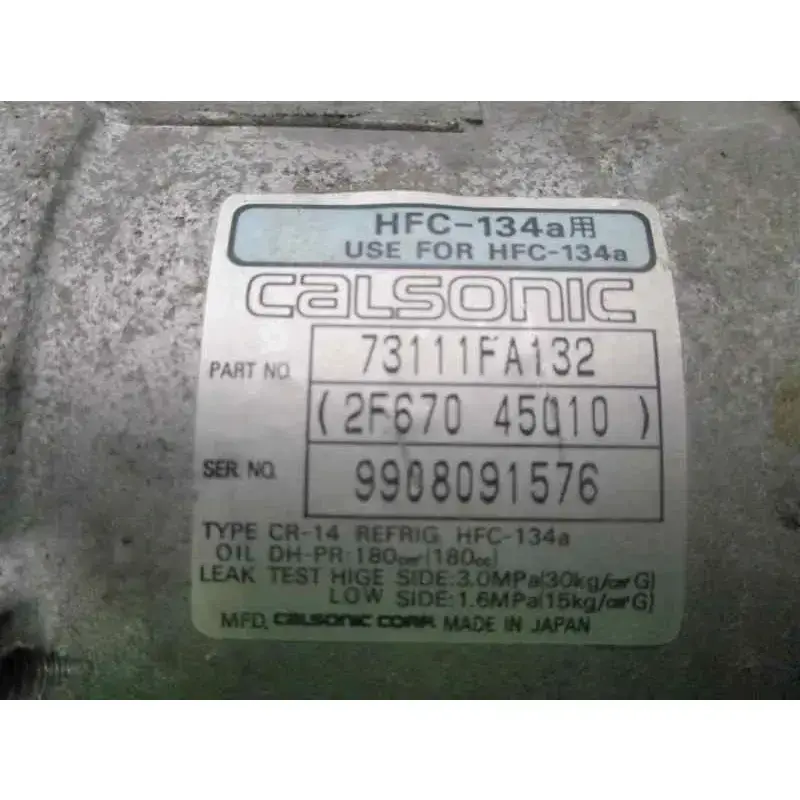 HFC-134a用
USE FOR HFC-134a
CALSONIC
PART NO. 73111FA132
(2F670 45010)
SER. NO. 9908091576
TYPE CR-14 REFRIG HFC-134a
OIL DH-PR:180cm³(180cc)
LEAK TEST HIGE SIDE:3.0MPa(30kg/cm²G)
LOW SIDE:1.6MPa(15kg/cm²G)
MFD. CALSONIC CORP. MADE IN JAPAN